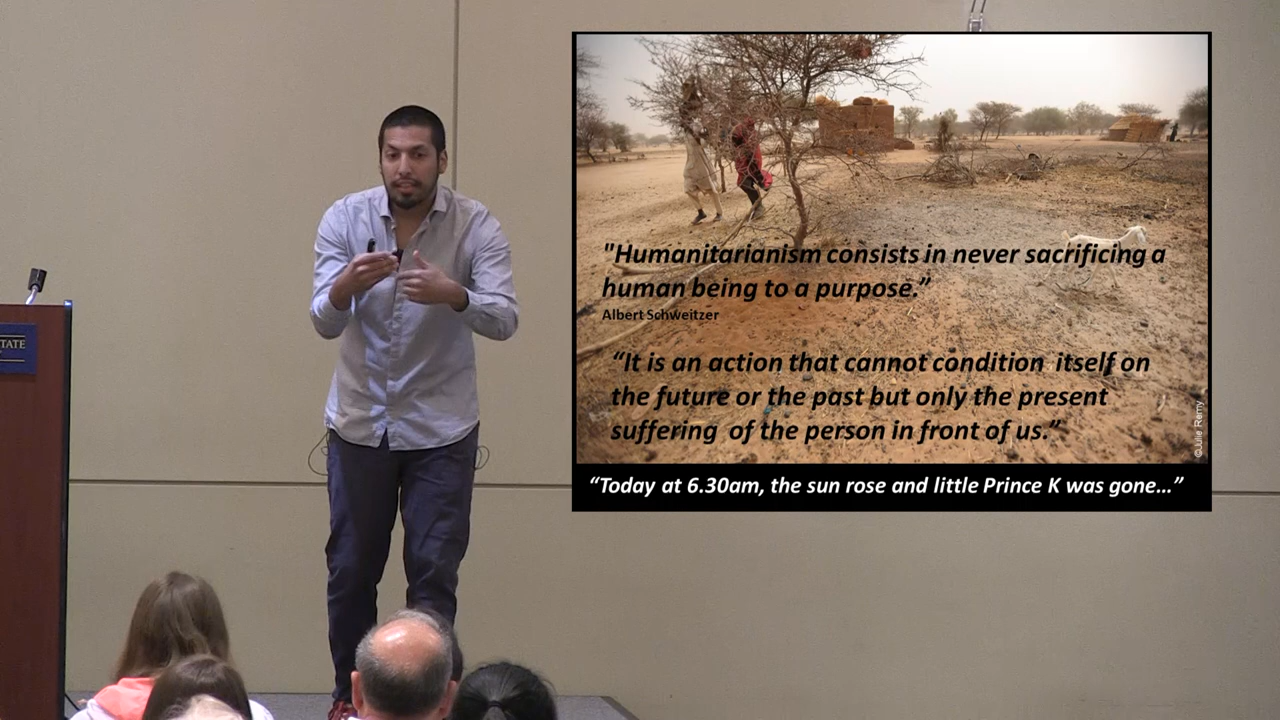 TATE
"Humanitarianism consists in never sacrificing a
human being to a purpose.”
Albert Schweitzer
“It is an action that cannot condition itself on
the future or the past but only the present
suffering of the person in front of us.”
©Julie Remy
“Today at 6.30am, the sun rose and little Prince K was gone…”